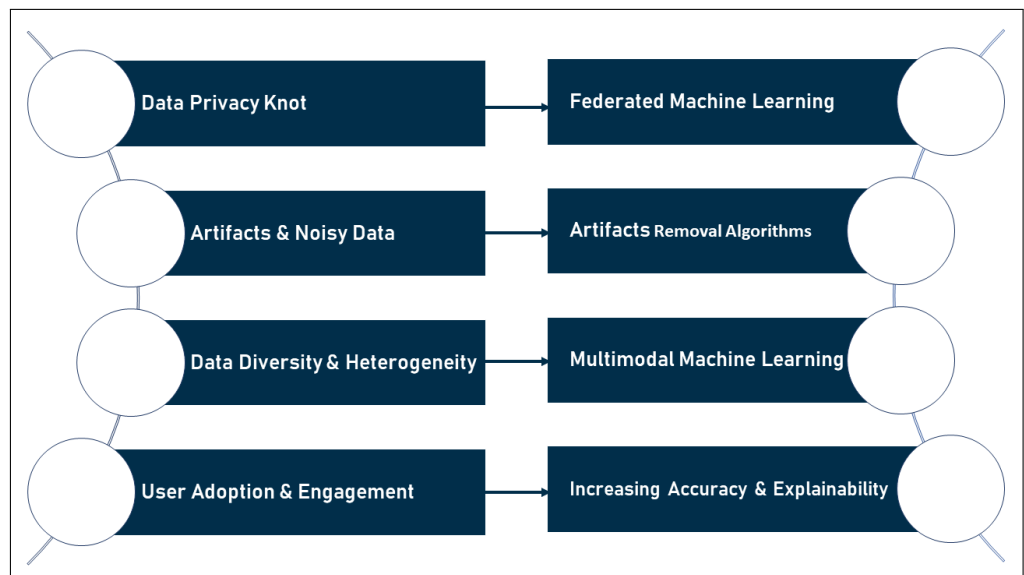 Data Privacy Knot
Federated Machine Learning
Artifacts & Noisy Data
Artifacts Removal Algorithms
Data Diversity & Heterogeneity
Multimodal Machine Learning
User Adoption & Engagement
Increasing Accuracy & Explainability